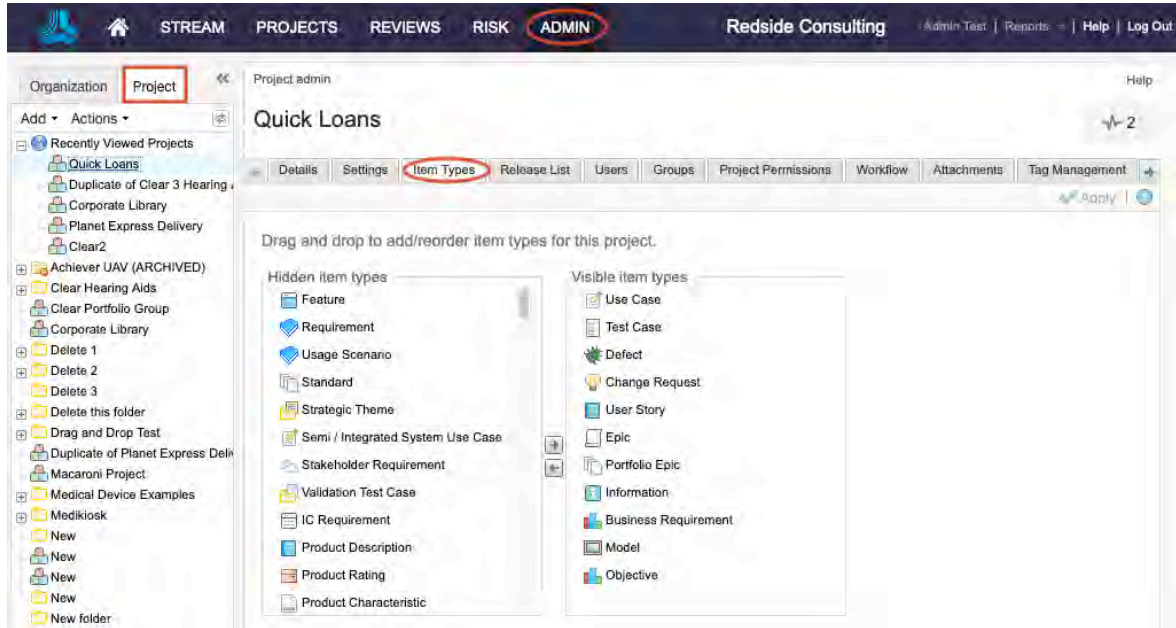 STREAM PROJECTS REVIEWS RISK ADMIN Redside Consulting Admin Test | Reports | Help | Log Out
Organization Project
Add Actions
Recently Viewed Projects
Quick Loans
Duplicate of Clear 3 Hearing
Corporate Library
Planet Express Delivery
Clear2
Achiever UAV (ARCHIVED)
Clear Hearing Aids
Clear Portfolio Group
Corporate Library
Delete 1
Delete 2
Delete 3
Delete this folder
Drag and Drop Test
Duplicate of Planet Express Deliv
Macaroni Project
Medical Device Examples
Medikiosk
New
New
New
New
New folder
Project admin Help
Quick Loans 2
Details Settings Item Types Release List Users Groups Project Permissions Workflow Attachments Tag Management
Apply
Drag and drop to add/reorder item types for this project.
Hidden item types
Feature
Requirement
Usage Scenario
Standard
Strategic Theme
Semi / Integrated System Use Case
Stakeholder Requirement
Validation Test Case
IC Requirement
Product Description
Product Rating
Product Characteristic
Visible item types
Use Case
Test Case
Defect
Change Request
User Story
Epic
Portfolio Epic
Information
Business Requirement
Model
Objective